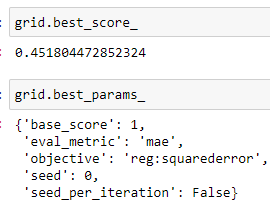 grid.best_score_
0.451804472852324
grid.best_params_
{'base_score': 1,
'eval_metric': 'mae',
'objective': 'reg:squarederror',
'seed': 0,
'seed_per_iteration': False}